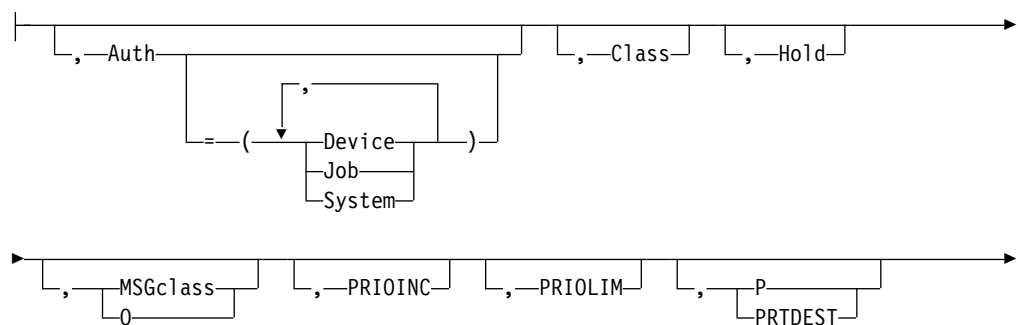 , Auth , Class , Hold
,
= ( Device )
Job
System
, MSGclass , PRIOINC , PRIOLIM , P
O PRTDEST